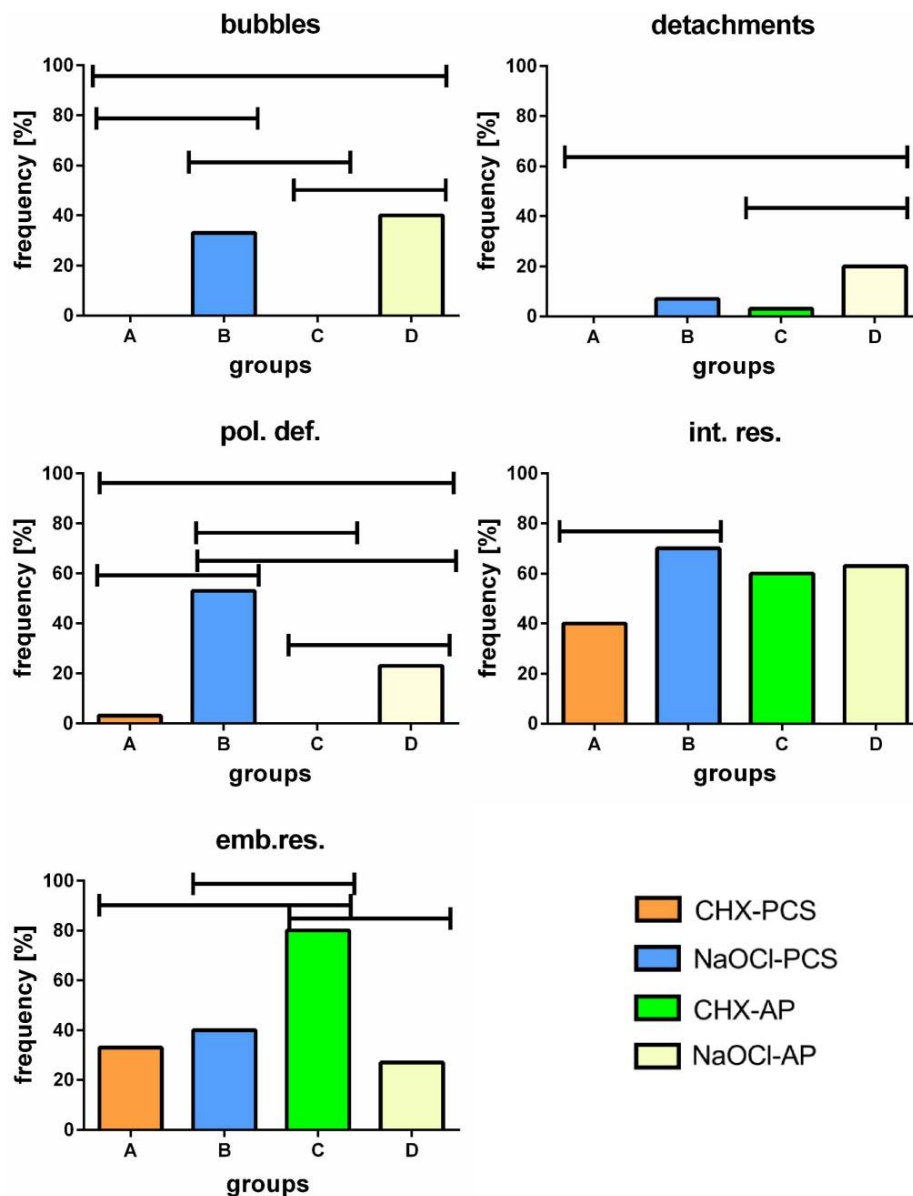 bubbles
frequency [%]
100
80
60
40
20
0
A B C D
groups
detachments
frequency [%]
100
80
60
40
20
0
A B C D
groups
pol. def.
frequency [%]
100
80
60
40
20
0
A B C D
groups
int. res.
frequency [%]
100
80
60
40
20
0
A B C D
groups
emb.res.
frequency [%]
100
80
60
40
20
0
A B C D
groups
CHX-PCS
NaOCl-PCS
CHX-AP
NaOCl-AP